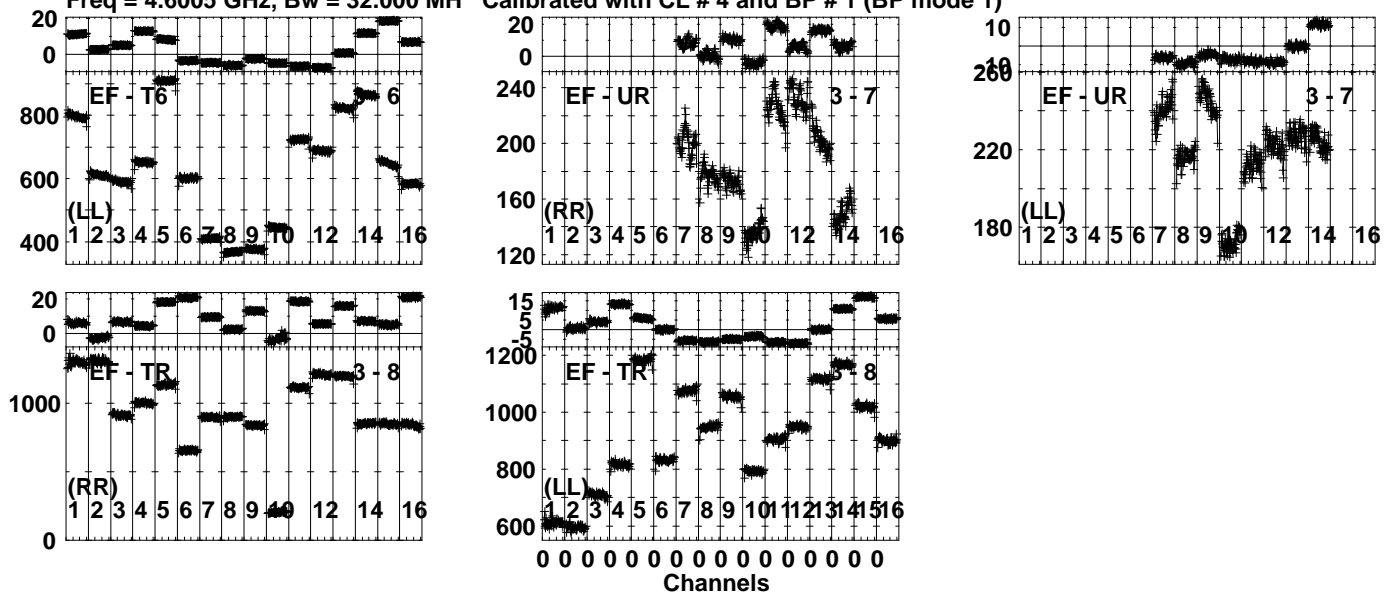 Freq = 4.6005 GHz, Bw = 32.000 MH Calibrated with CL # 4 and BP # 1 (BP mode 1)
10
0
EF - T6
6
800
600
400
(LL)
1 2 3 4 5 6 7 8 9 10 12 14 16
20
0
EF - UR
3 - 7
240
200
160
120
(RR)
1 2 3 4 5 6 7 8 9 10 12 14 16
10
-10
EF - UR
3 - 7
260
220
180
(LL)
1 2 3 4 5 6 7 8 9 10 12 14 16
20
0
EF - TR
3 - 8
1000
0
(RR)
1 2 3 4 5 6 7 8 9 10 12 14 16
15
5
-5
EF - TR
3 - 8
1200
1000
800
600
(LL)
1 2 3 4 5 6 7 8 9 10 11 12 13 14 15 16
0 0 0 0 0 0 0 0 0 0 0 0 0 0 0 0
Channels